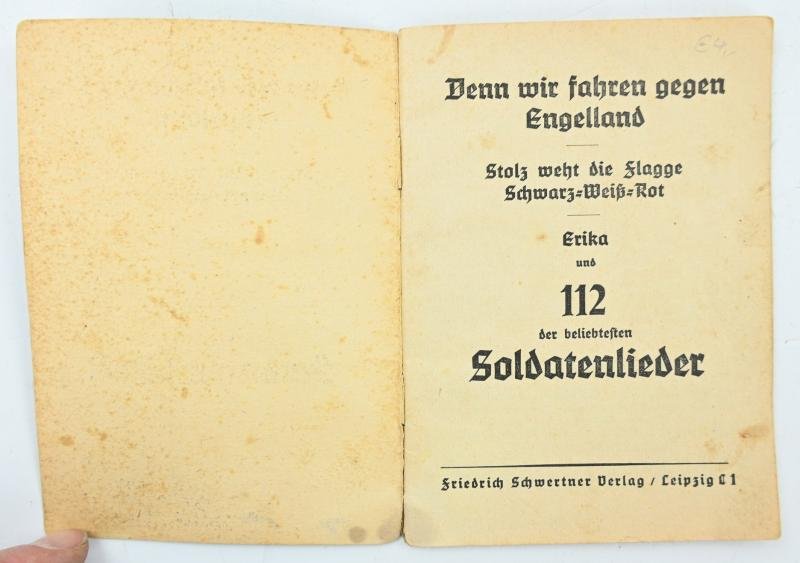 €4,-
Denn wir fahren gegen
Engelland
Stolz weht die Flagge
Schwarz=Weiß=Rot
Erika
und
112
der beliebtesten
Soldatenlieder
Friedrich Schwertner Verlag / Leipzig C 1